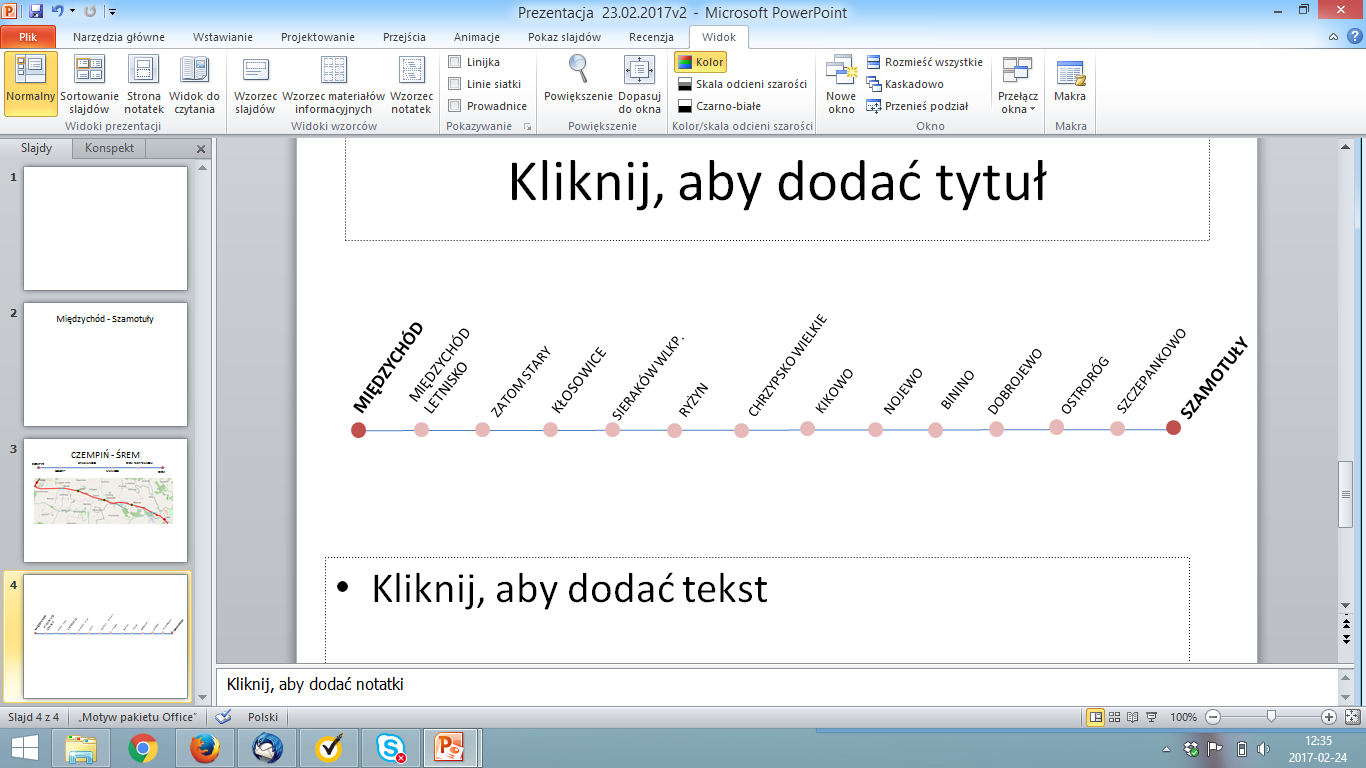 Prezentacja 23.02.2017v2 - Microsoft PowerPoint
Plik Narzędzia główne Wstawianie Projektowanie Przejścia Animacje Pokaz slajdów Recenzja Widok
Normalny
Sortowanie slajdów
Strona notatek
Widok do czytania
Widoki prezentacji
Wzorzec slajdów
Wzorzec materiałów informacyjnych
Wzorzec notatek
Widoki wzorców
Linijka
Linie siatki
Prowadnice
Pokazywanie
Powiększenie
Dopasuj do okna
Powiększenie
Kolor
Skala odcieni szarości
Czarno-białe
Kolor/skala odcieni szarości
Nowe okno
Rozmieść wszystkie
Kaskadowo
Przenieś podział
Przełącz okna
Okno
Makra
Makra
Slajdy Konspekt
1
2
Międzychód - Szamotuły
3
CZEMPIŃ - ŚREM
4
Kliknij, aby dodać tytuł
MIĘDZYCHÓD
MIĘDZYCHÓD
LETNISKO
ZATOM STARY
KŁOSOWICE
SIERAKÓW WLKP.
RYŻYN
CHRZYPSKO WIELKIE
KIKOWO
NOJEWO
BININO
DOBROJEWO
OSTRORÓG
SZCZEPANKOWO
SZAMOTUŁY
• Kliknij, aby dodać tekst
Kliknij, aby dodać notatki
Slajd 4 z 4 „Motyw pakietu Office” Polski 100%
12:35
2017-02-24